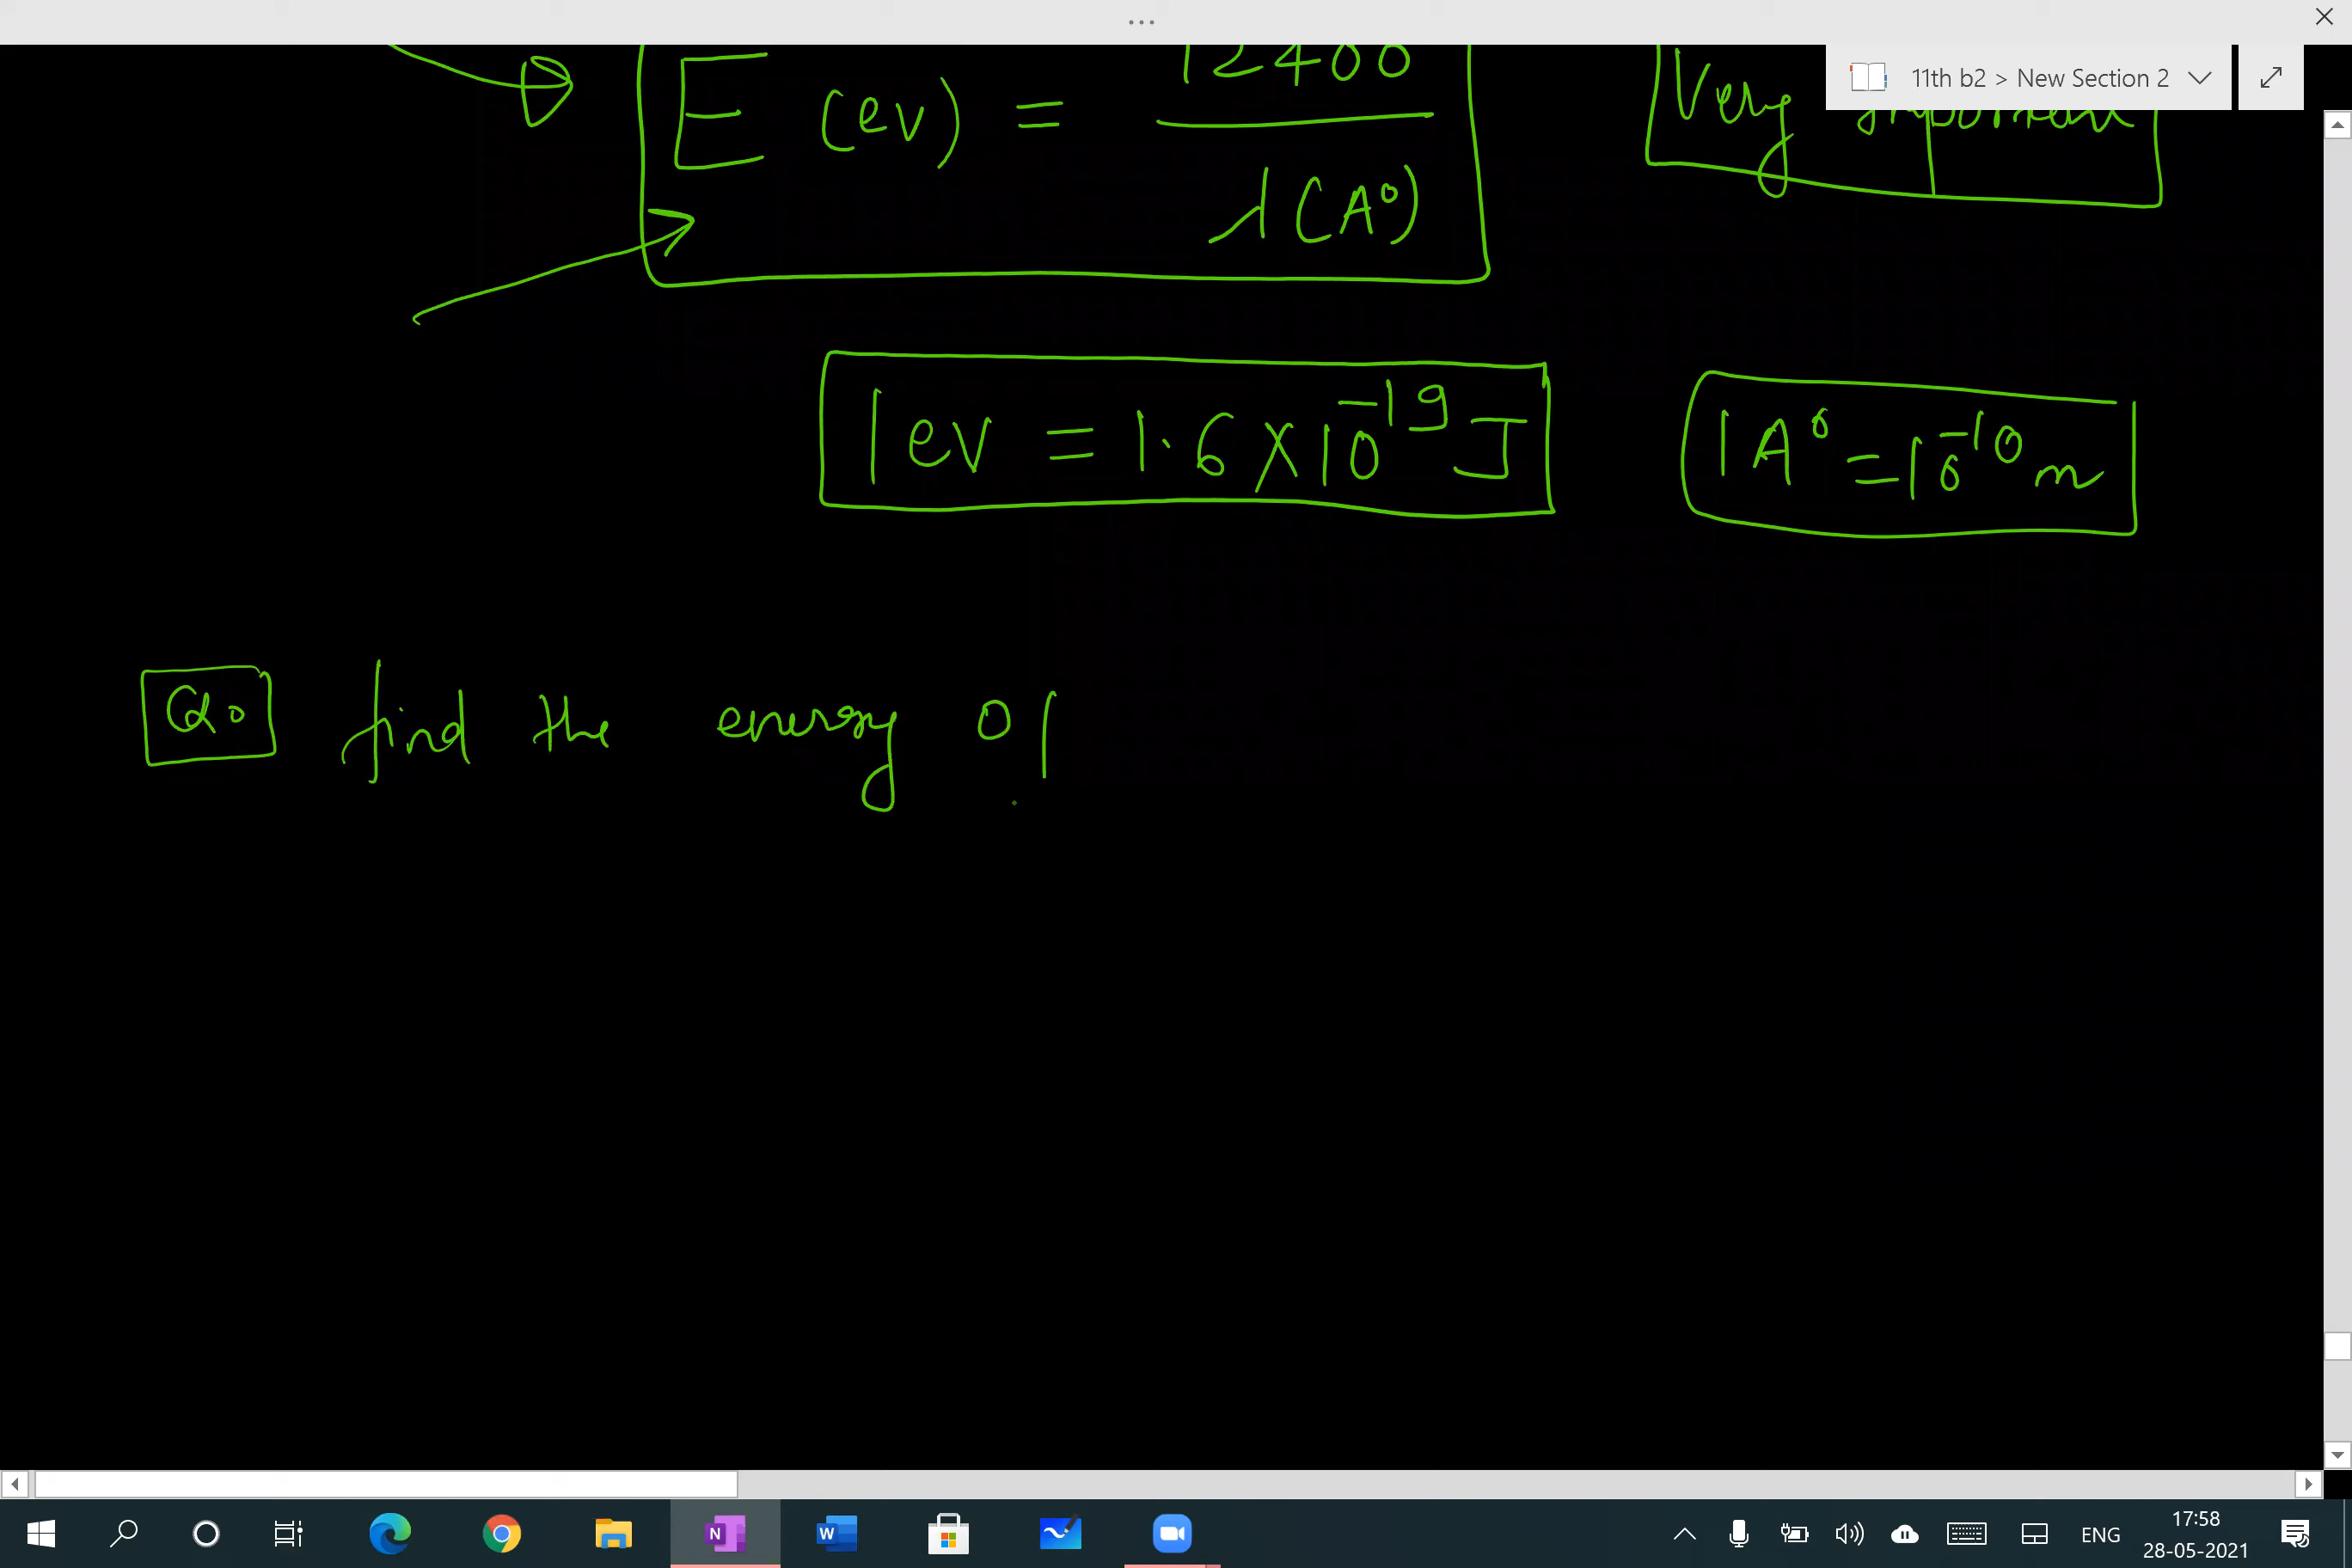 11th b2 > New Section 2
E (ev) = 12400
λ (A°)
Very important
1 ev = 1.6 X 10⁻¹⁹ J
1 A° = 10⁻¹⁰ m
Q. find the energy of
ENG
17:58
28-05-2021